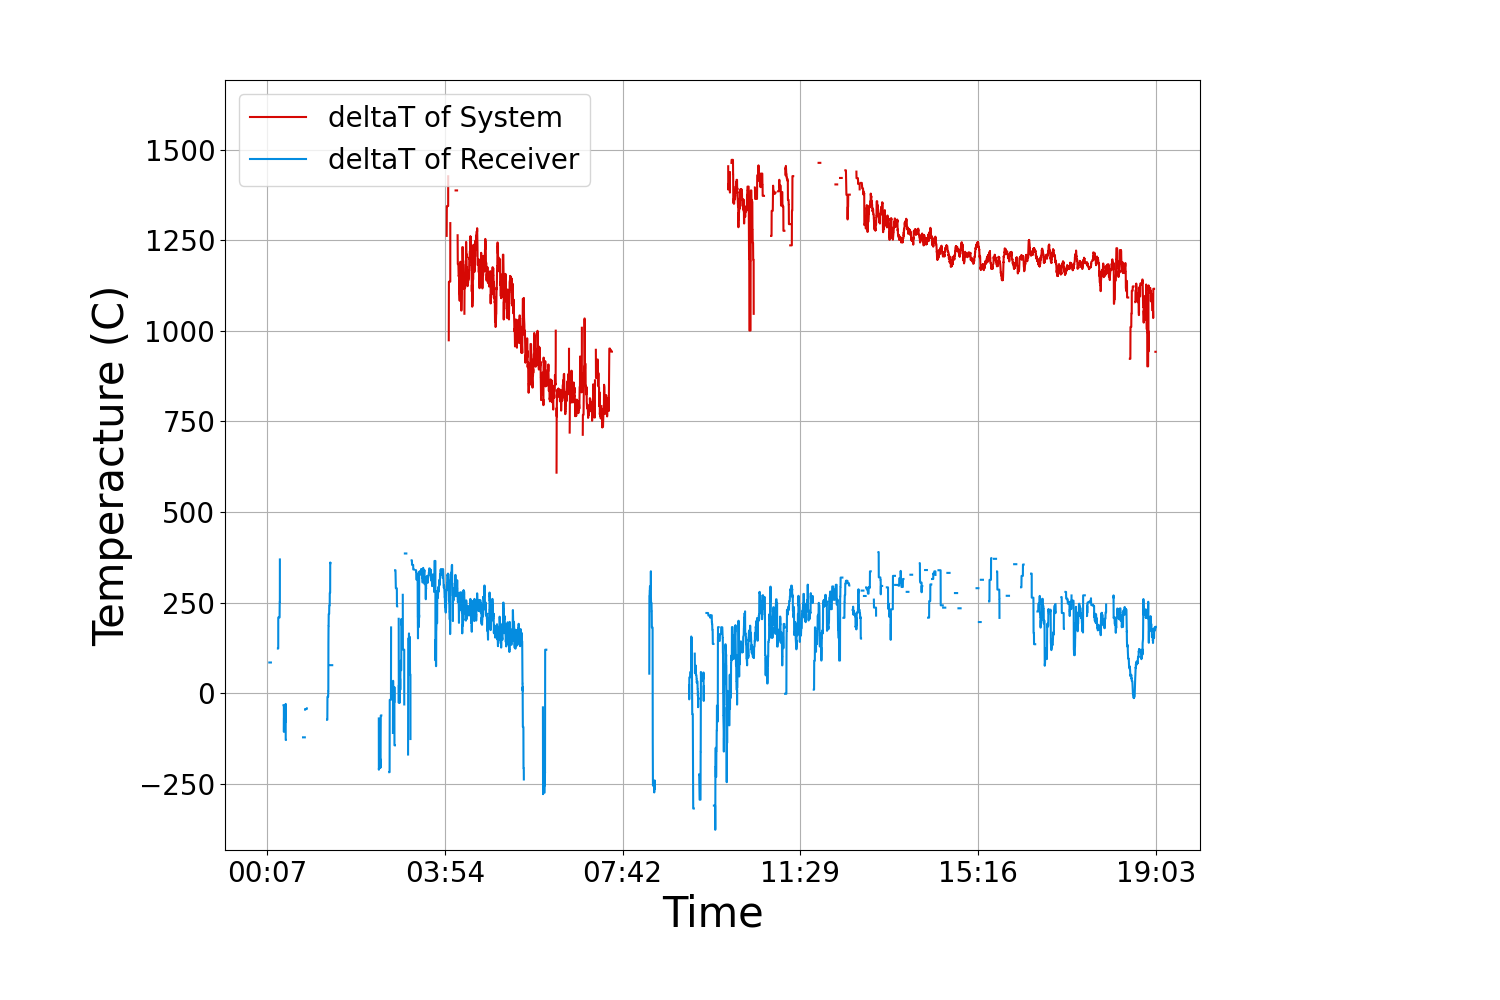 deltaT of System
deltaT of Receiver
1500
1250
1000
750
500
250
0
−250
Temperacture (C)
00:07 03:54 07:42 11:29 15:16 19:03
Time